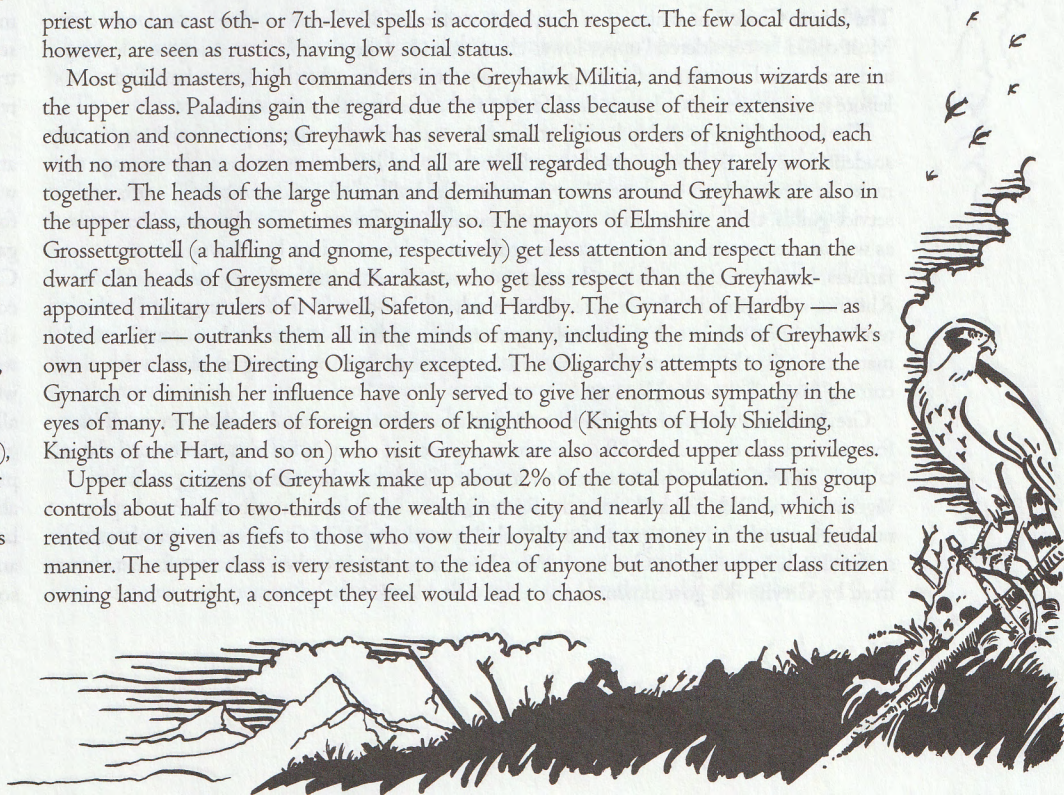 priest who can cast 6th- or 7th-level spells is accorded such respect. The few local druids,
however, are seen as rustics, having low social status.
Most guild masters, high commanders in the Greyhawk Militia, and famous wizards are in
the upper class. Paladins gain the regard due the upper class because of their extensive
education and connections; Greyhawk has several small religious orders of knighthood, each
with no more than a dozen members, and all are well regarded though they rarely work
together. The heads of the large human and demihuman towns around Greyhawk are also in
the upper class, though sometimes marginally so. The mayors of Elmshire and
Grossettgrottell (a halfling and gnome, respectively) get less attention and respect than the
dwarf clan heads of Greysmere and Karakast, who get less respect than the Greyhawk-
appointed military rulers of Narwell, Safeton, and Hardby. The Gynarch of Hardby — as
noted earlier — outranks them all in the minds of many, including the minds of Greyhawk's
own upper class, the Directing Oligarchy excepted. The Oligarchy's attempts to ignore the
Gynarch or diminish her influence have only served to give her enormous sympathy in the
eyes of many. The leaders of foreign orders of knighthood (Knights of Holy Shielding,
Knights of the Hart, and so on) who visit Greyhawk are also accorded upper class privileges.
Upper class citizens of Greyhawk make up about 2% of the total population. This group
controls about half to two-thirds of the wealth in the city and nearly all the land, which is
rented out or given as fiefs to those who vow their loyalty and tax money in the usual feudal
manner. The upper class is very resistant to the idea of anyone but another upper class citizen
owning land outright, a concept they feel would lead to chaos.